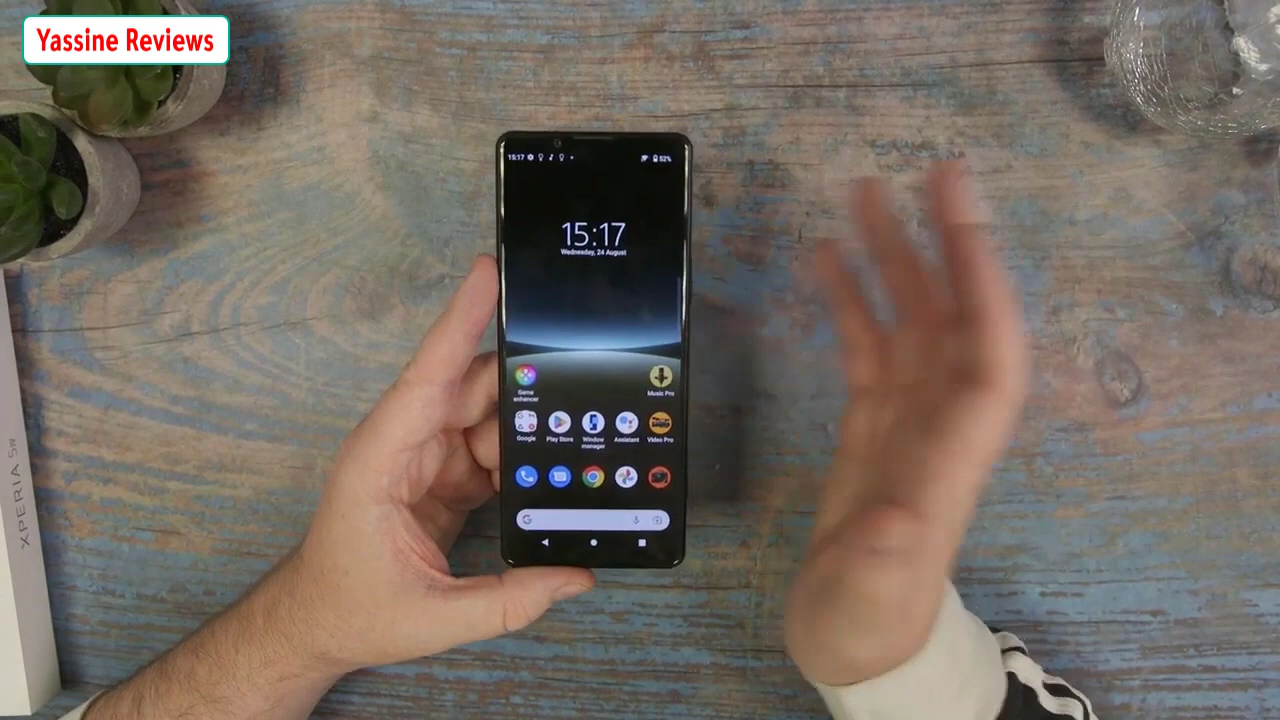 Yassine Reviews
15:17
52%
15:17
Wednesday, 24 August
Game
enhancer
Music Pro
Google
Play Store
Window
manager
Assistant
Video Pro
XPERIA 5 IV